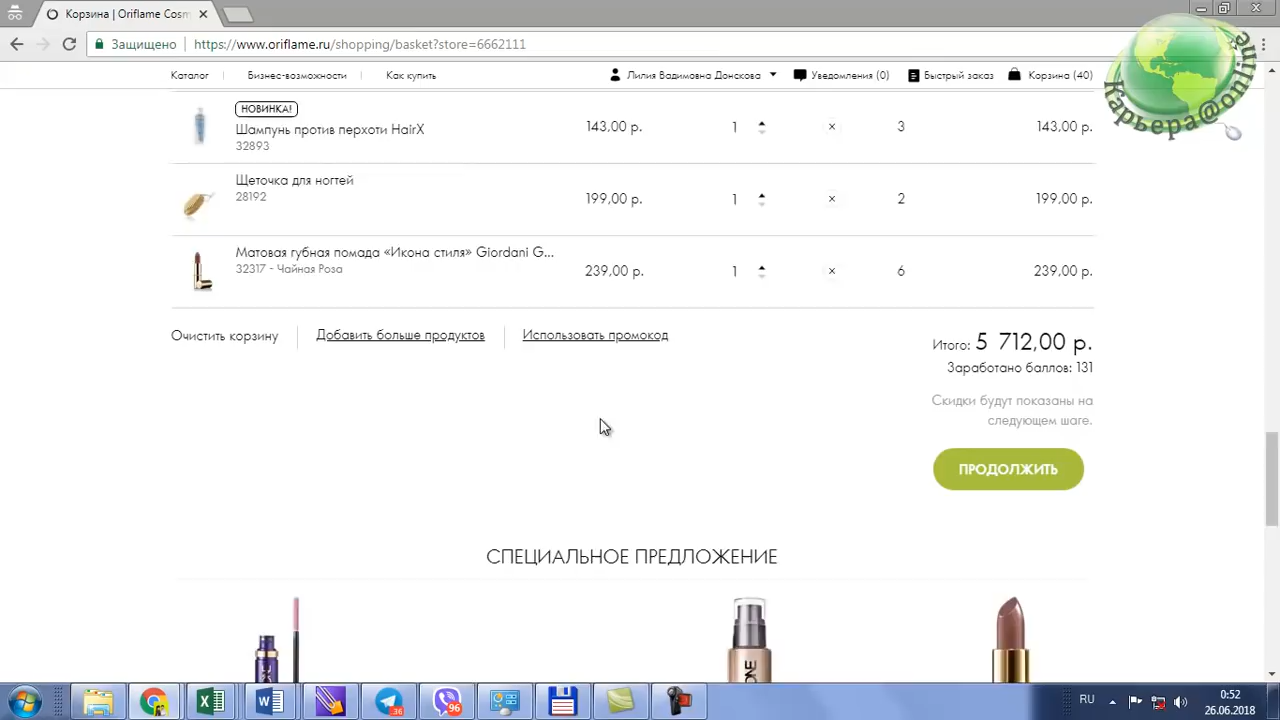 Корзина | Oriflame Cosm
Защищено
https://www.oriflame.ru/shopping/basket?store=6662111
Каталог
Бизнес-возможности
Как купить
Лилия Вадимовна Донскова
Уведомления (0)
Быстрый заказ
Корзина (40)
Карьера@online
НОВИНКА!
Шампунь против перхоти HairX
32893
143,00 р.
1
×
3
143,00 р.
Щеточка для ногтей
28192
199,00 р.
1
×
2
199,00 р.
Матовая губная помада «Икона стиля» Giordani G...
32317 - Чайная Роза
239,00 р.
1
×
6
239,00 р.
Очистить корзину
Добавить больше продуктов
Использовать промокод
Итого: 5 712,00 р.
Заработано баллов: 131
Скидки будут показаны на
следующем шаге.
ПРОДОЛЖИТЬ
СПЕЦИАЛЬНОЕ ПРЕДЛОЖЕНИЕ
ONE
36
96
RU
0:52
26.06.2018